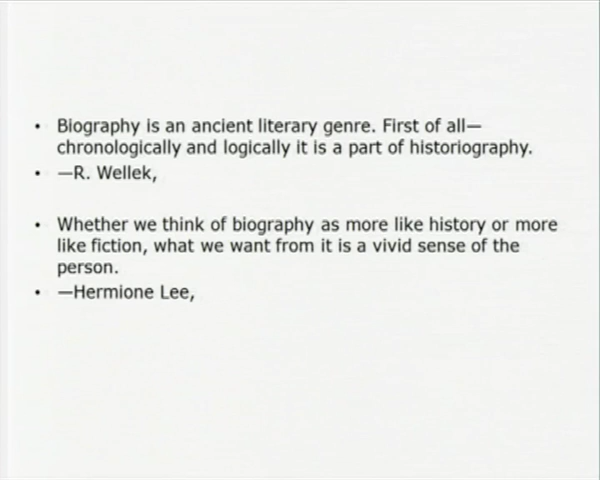 • Biography is an ancient literary genre. First of all—
chronologically and logically it is a part of historiography.
• —R. Wellek,
• Whether we think of biography as more like history or more
like fiction, what we want from it is a vivid sense of the
person.
• —Hermione Lee,